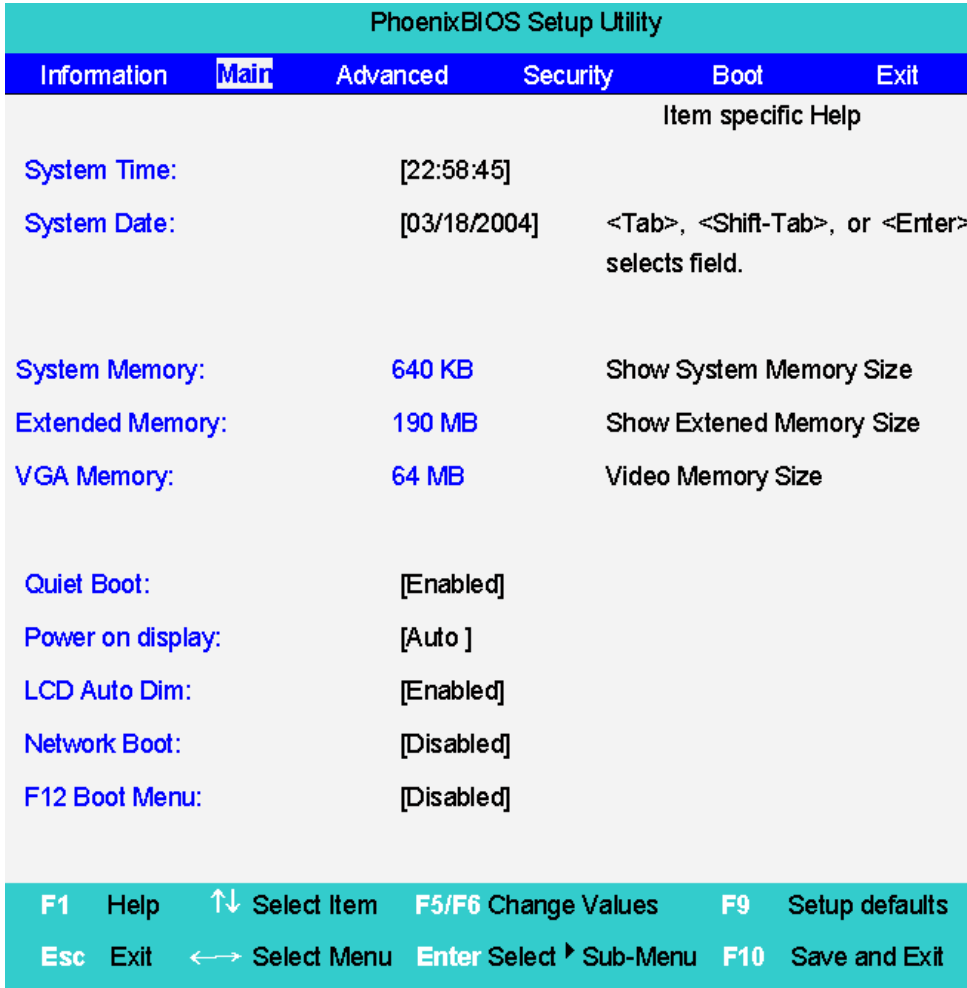 PhoenixBIOS Setup Utility
Information Main Advanced Security Boot Exit
Item specific Help
System Time: [22:58:45]
System Date: [03/18/2004] <Tab>, <Shift-Tab>, or <Enter>
selects field.
System Memory: 640 KB Show System Memory Size
Extended Memory: 190 MB Show Extened Memory Size
VGA Memory: 64 MB Video Memory Size
Quiet Boot: [Enabled]
Power on display: [Auto ]
LCD Auto Dim: [Enabled]
Network Boot: [Disabled]
F12 Boot Menu: [Disabled]
F1 Help ↑↓ Select Item F5/F6 Change Values F9 Setup defaults
Esc Exit ←→ Select Menu Enter Select ▶ Sub-Menu F10 Save and Exit